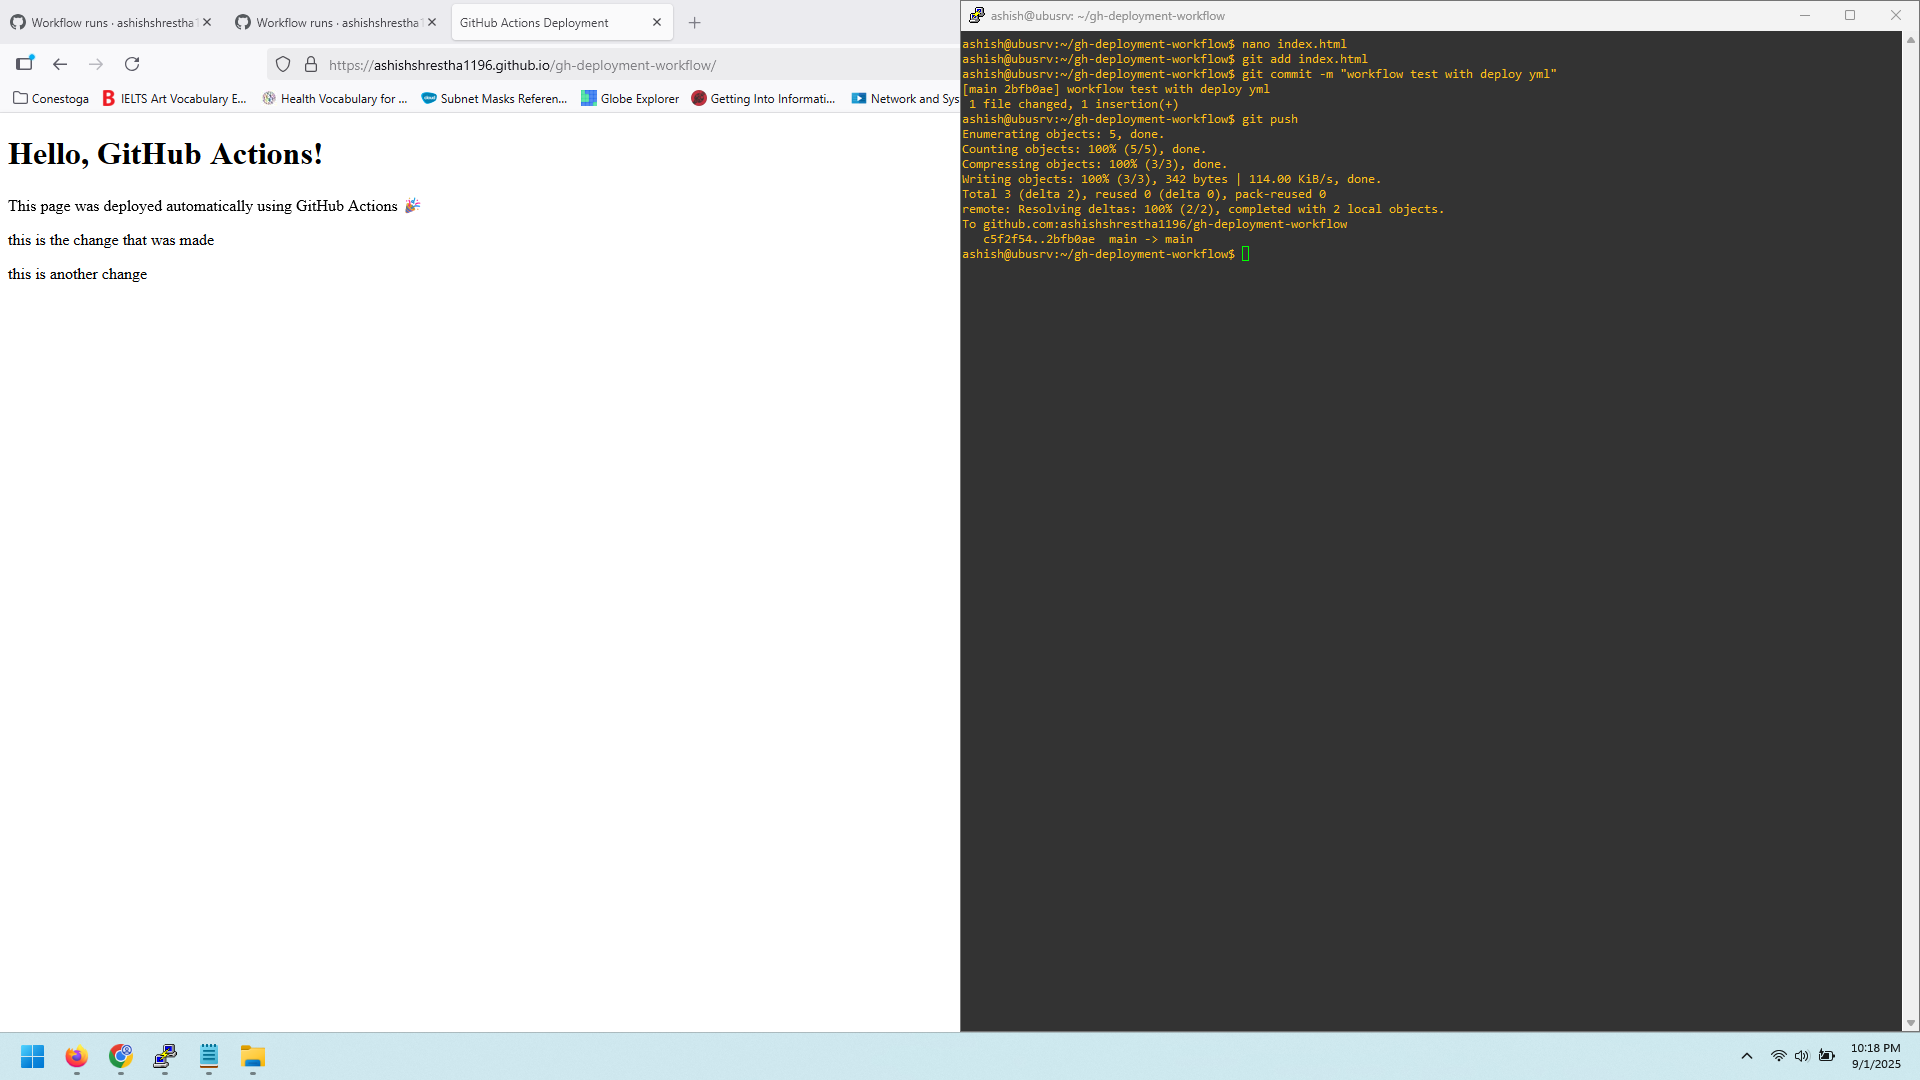 Workflow runs · ashishshrestha
Workflow runs · ashishshrestha
GitHub Actions Deployment
https://ashishshrestha1196.github.io/gh-deployment-workflow/
Conestoga
IELTS Art Vocabulary E...
Health Vocabulary for ...
Subnet Masks Referen...
Globe Explorer
Getting Into Informati...
Network and Sys
Hello, GitHub Actions!
This page was deployed automatically using GitHub Actions 🎉
this is the change that was made
this is another change
ashish@ubusrv: ~/gh-deployment-workflow
ashish@ubusrv:~/gh-deployment-workflow$ nano index.html
ashish@ubusrv:~/gh-deployment-workflow$ git add index.html
ashish@ubusrv:~/gh-deployment-workflow$ git commit -m "workflow test with deploy yml"
[main 2bfb0ae] workflow test with deploy yml
1 file changed, 1 insertion(+)
ashish@ubusrv:~/gh-deployment-workflow$ git push
Enumerating objects: 5, done.
Counting objects: 100% (5/5), done.
Compressing objects: 100% (3/3), done.
Writing objects: 100% (3/3), 342 bytes | 114.00 KiB/s, done.
Total 3 (delta 2), reused 0 (delta 0), pack-reused 0
remote: Resolving deltas: 100% (2/2), completed with 2 local objects.
To github.com:ashishshrestha1196/gh-deployment-workflow
c5f2f54..2bfb0ae  main -> main
ashish@ubusrv:~/gh-deployment-workflow$
10:18 PM
9/1/2025